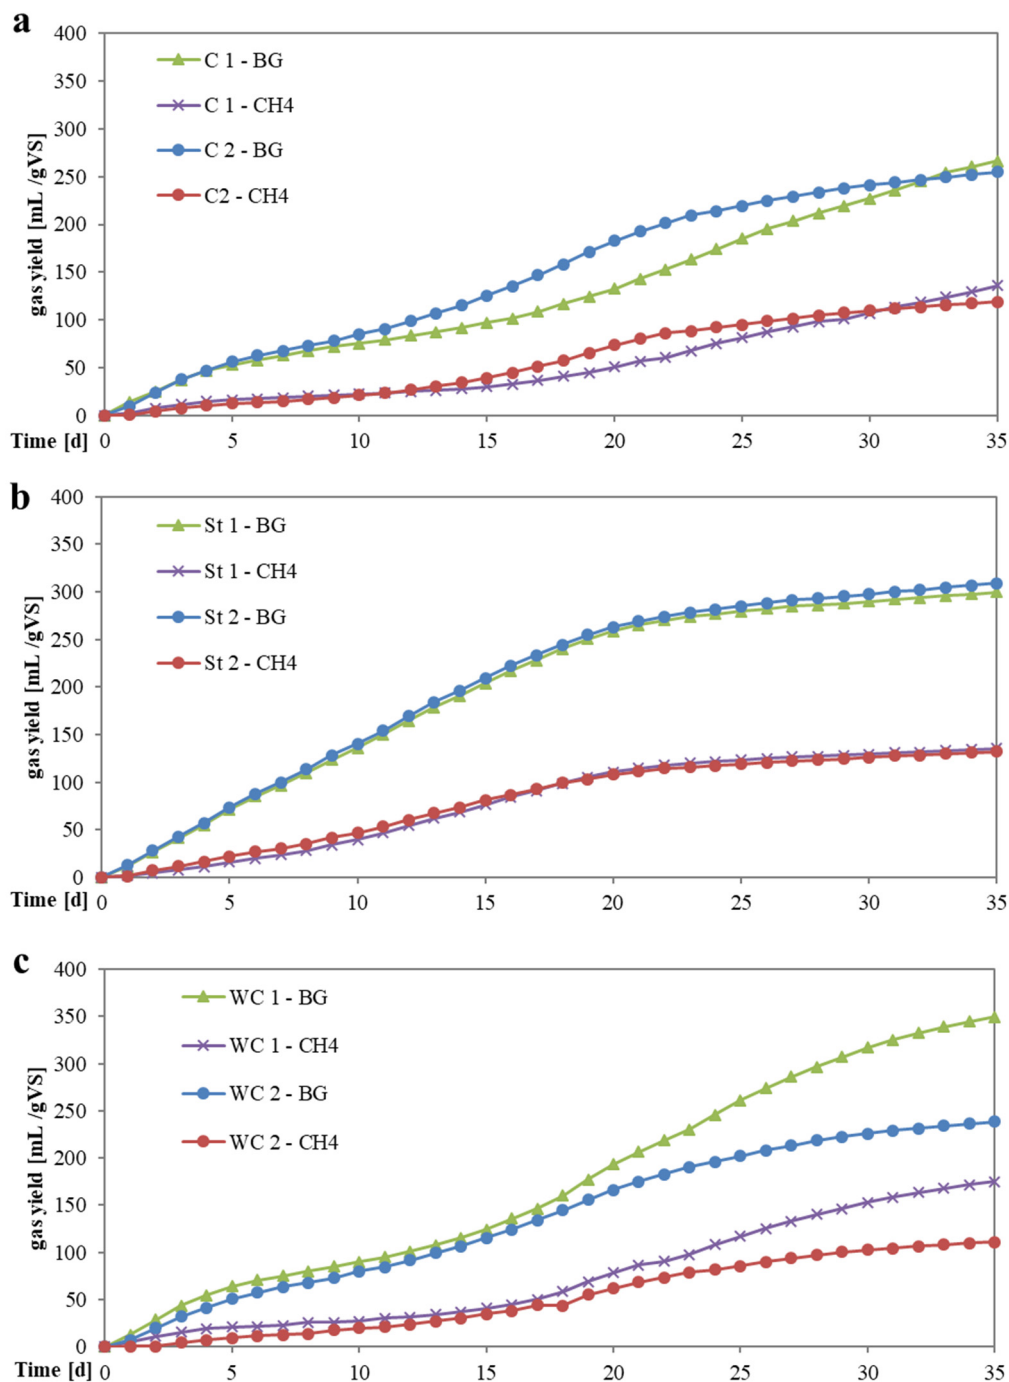 a
400
350
300
250
200
150
100
50
0
gas yield [mL /gVS]
C 1 - BG
C 1 - CH4
C 2 - BG
C2 - CH4
Time [d] 0 5 10 15 20 25 30 35
b
400
350
300
250
200
150
100
50
0
gas yield [mL /gVS]
St 1 - BG
St 1 - CH4
St 2 - BG
St 2 - CH4
Time [d] 0 5 10 15 20 25 30 35
c
400
350
300
250
200
150
100
50
0
gas yield [mL /gVS]
WC 1 - BG
WC 1 - CH4
WC 2 - BG
WC 2 - CH4
Time [d] 0 5 10 15 20 25 30 35